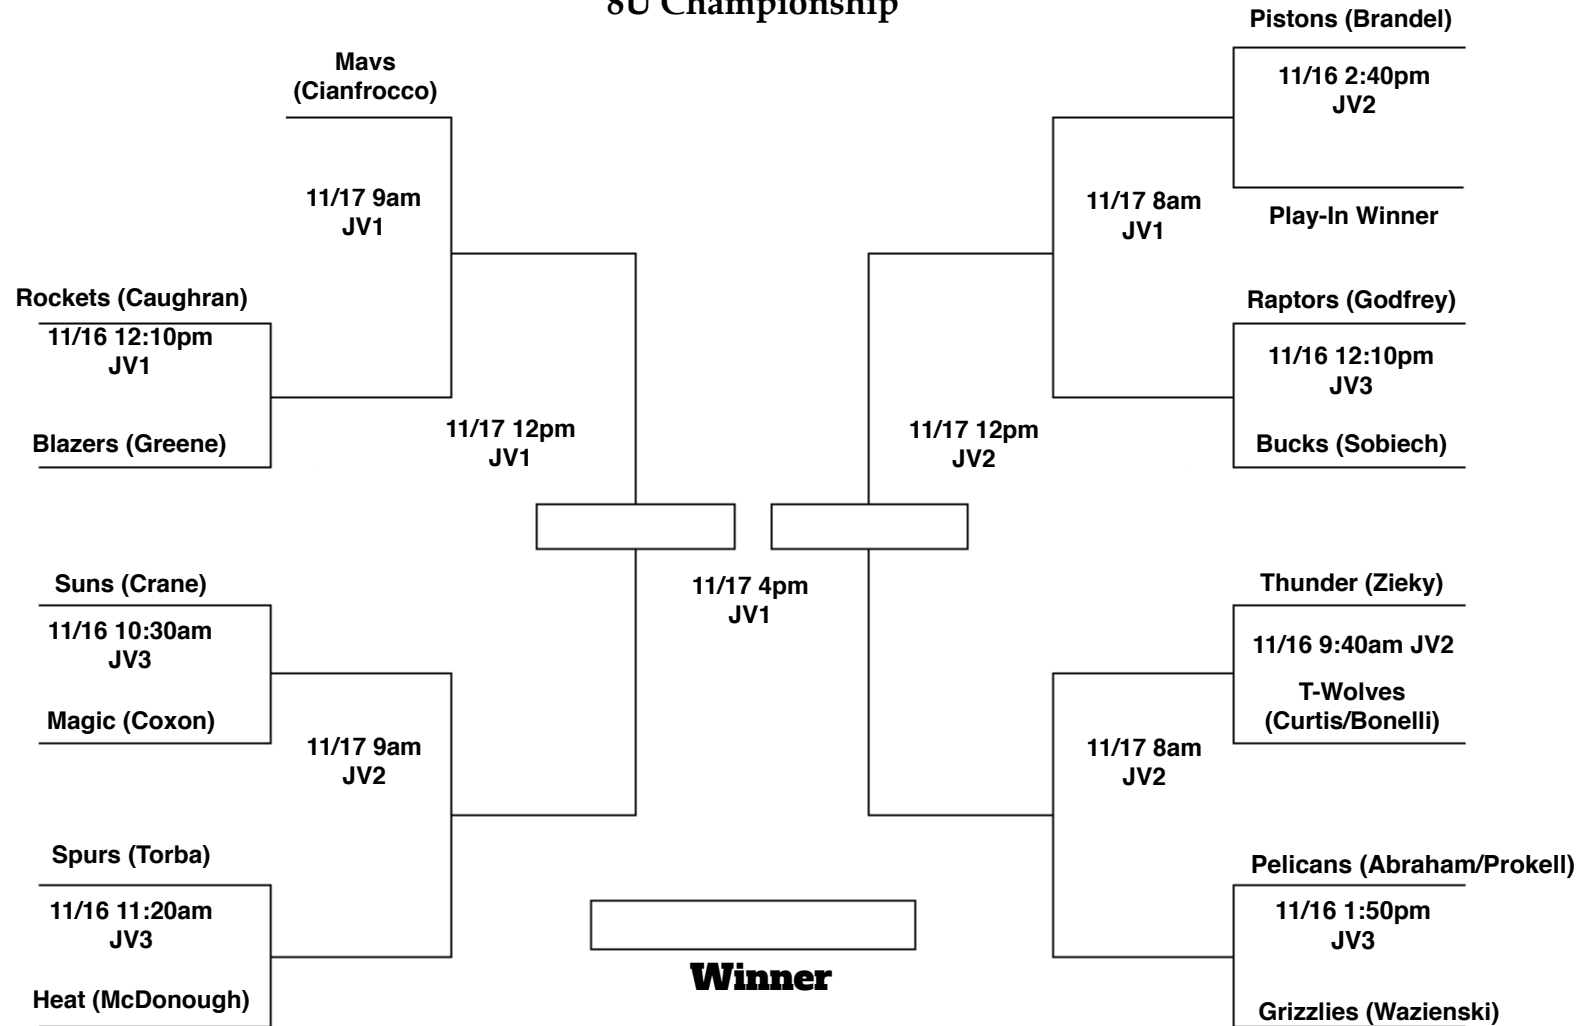 8U Championship
Mavs
(Cianfrocco)
11/17 9am
JV1
Rockets (Caughran)
11/16 12:10pm
JV1
Blazers (Greene)
11/17 12pm
JV1
Suns (Crane)
11/16 10:30am
JV3
Magic (Coxon)
11/17 9am
JV2
Spurs (Torba)
11/16 11:20am
JV3
Heat (McDonough)
11/17 4pm
JV1
Winner
Pistons (Brandel)
11/16 2:40pm
JV2
Play-In Winner
11/17 8am
JV1
Raptors (Godfrey)
11/16 12:10pm
JV3
Bucks (Sobiech)
11/17 12pm
JV2
Thunder (Zieky)
11/16 9:40am JV2
T-Wolves
(Curtis/Bonelli)
11/17 8am
JV2
Pelicans (Abraham/Prokell)
11/16 1:50pm
JV3
Grizzlies (Wazienski)